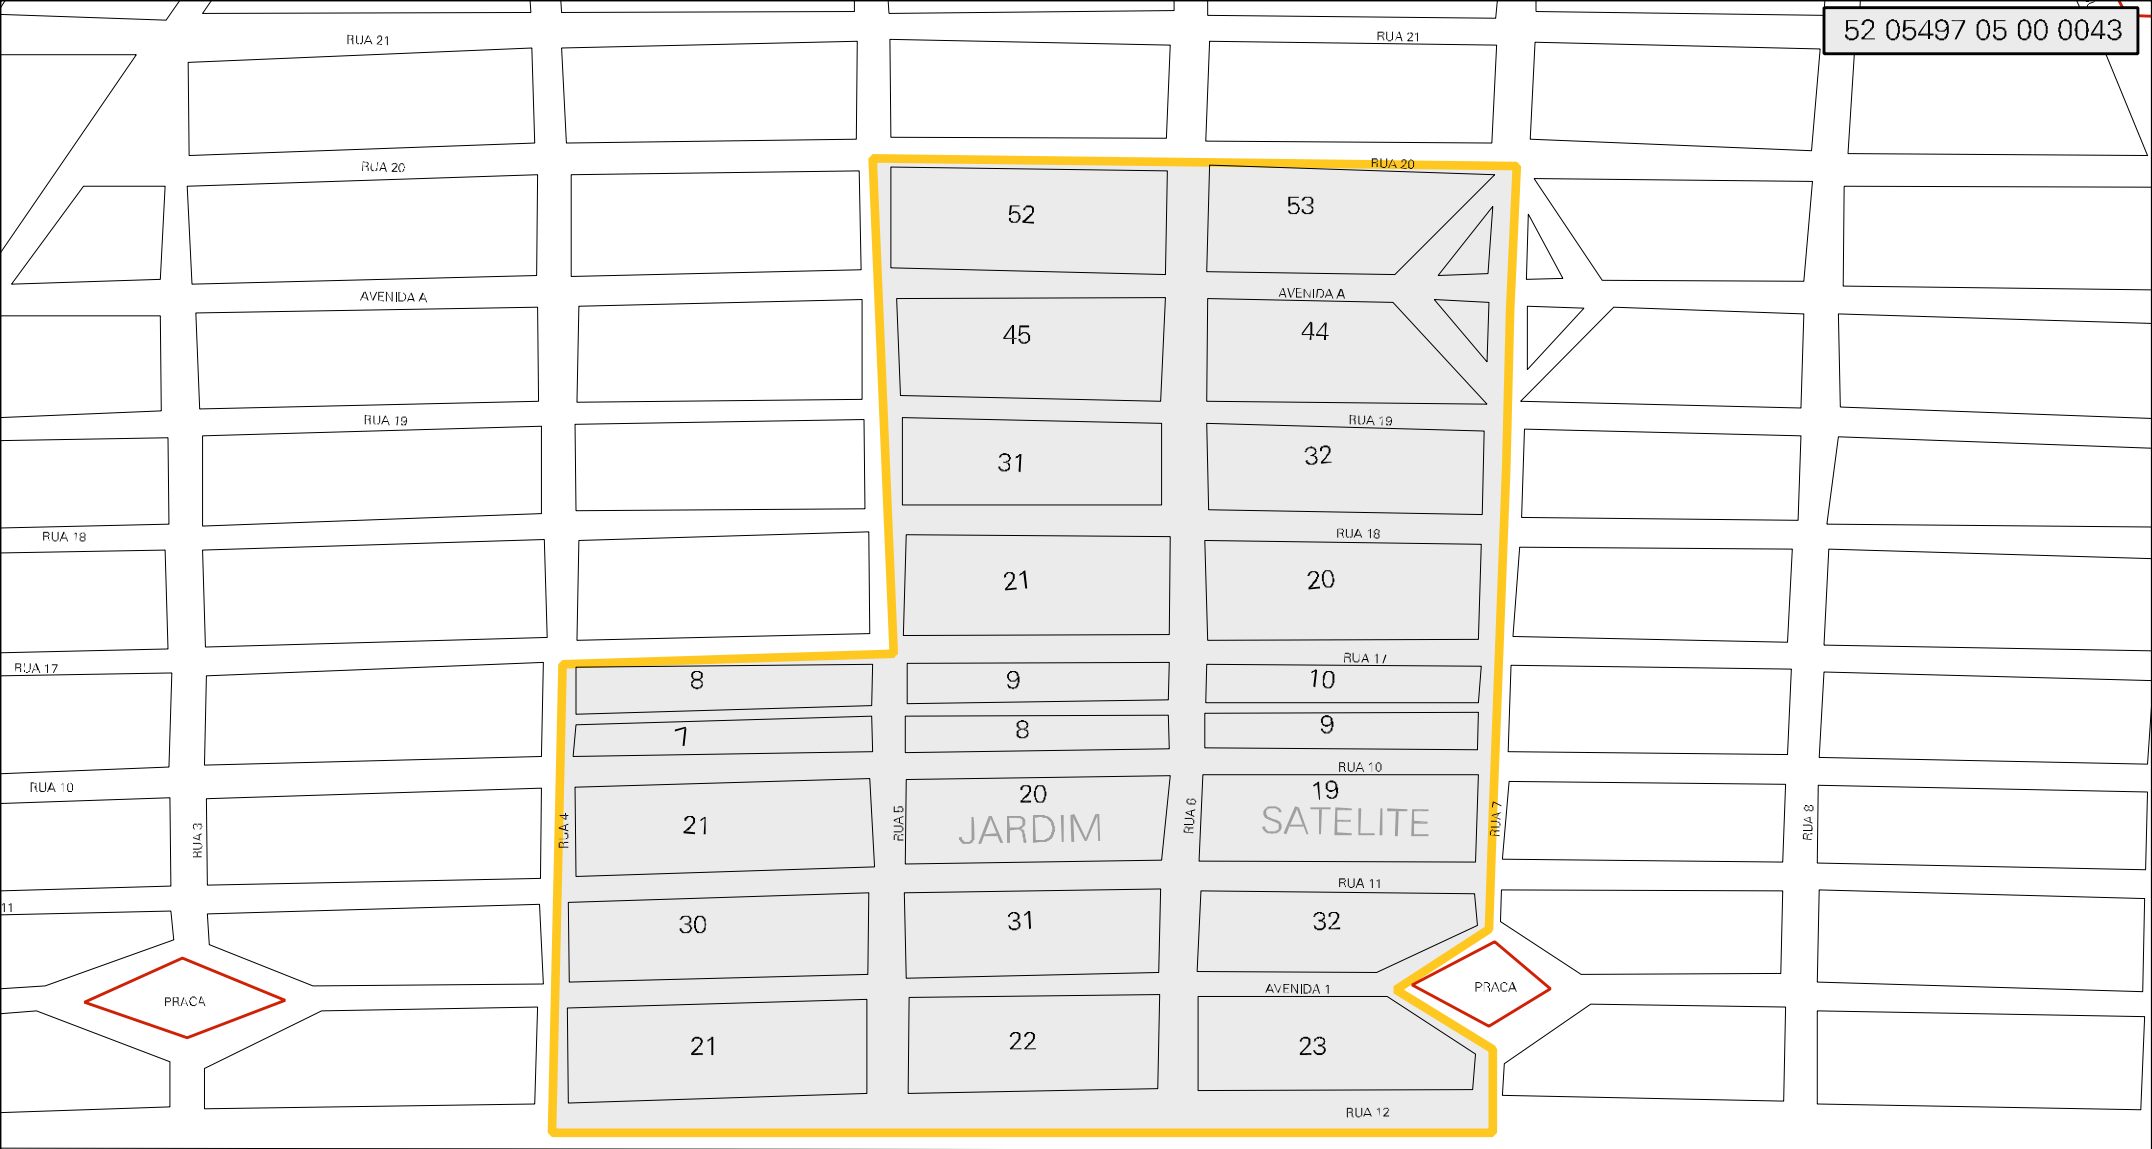 52 05497 05 00 0043
RUA 21
RUA 21
RUA 20
RUA 20
52
53
AVENIDA A
AVENIDA A
45
44
RUA 19
RUA 19
31
32
RUA 18
RUA 18
21
20
RUA 17
RUA 17
8
9
10
7
8
9
RUA 10
RUA 10
21
20
19
JARDIM
SATELITE
RUA 3
RUA 4
RUA 5
RUA 6
RUA 7
RUA 8
11
RUA 11
30
31
32
PRACA
AVENIDA 1
PRACA
21
22
23
RUA 12